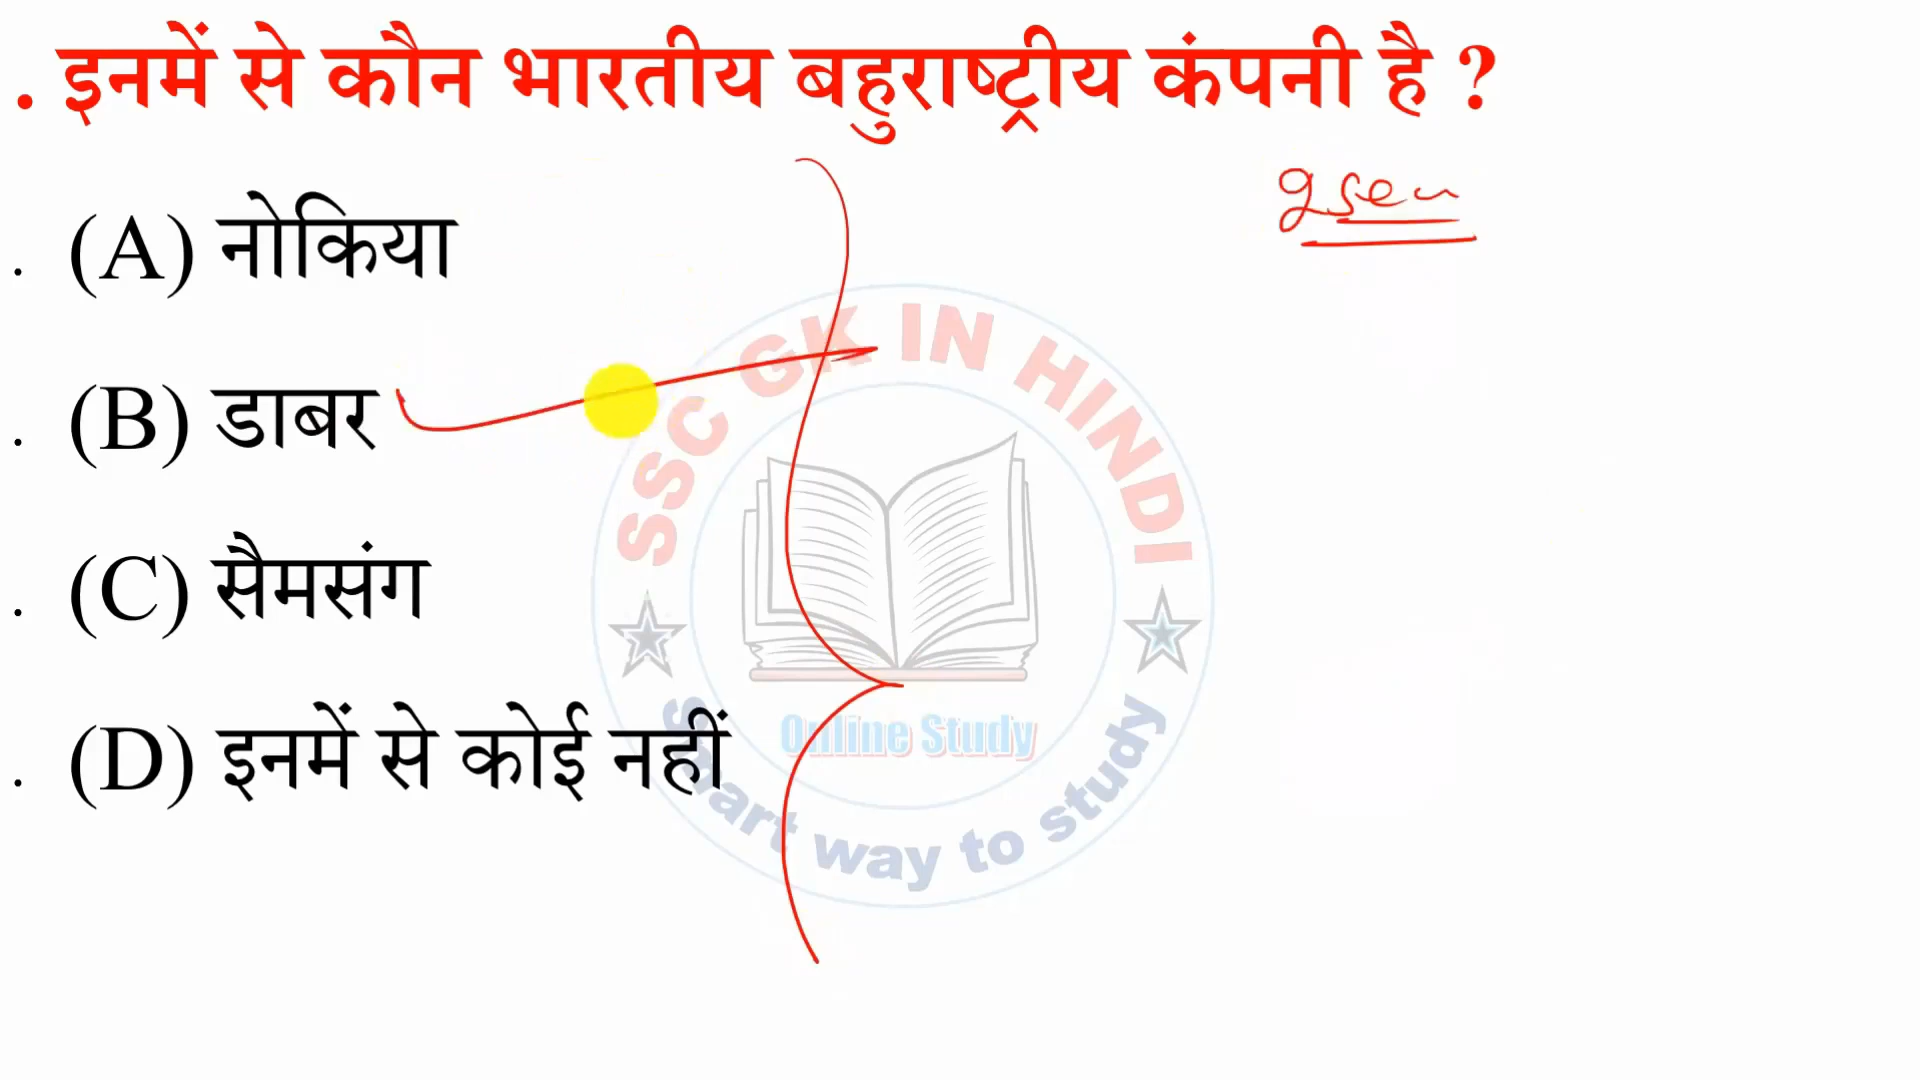 . इनमें से कौन भारतीय बहुराष्ट्रीय कंपनी है ?
. (A) नोकिया
. (B) डाबर
. (C) सैमसंग
. (D) इनमें से कोई नहीं
SSC GK IN HINDI
Online Study
Smart way to study